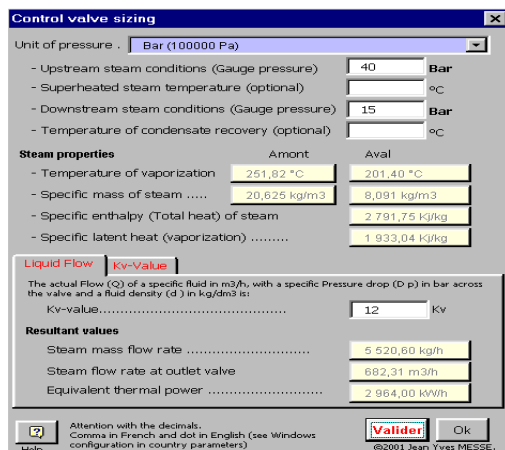 Control valve sizing
Unit of pressure . Bar (100000 Pa)
- Upstream steam conditions (Gauge pressure) 40 Bar
- Superheated steam temperature (optional) °C
- Downstream steam conditions (Gauge pressure) 15 Bar
- Temperature of condensate recovery (optional) °C
Steam properties Amont Aval
- Temperature of vaporization 251,82 °C 201,40 °C
- Specific mass of steam ..... 20,625 kg/m3 8,091 kg/m3
- Specific enthalpy (Total heat) of steam 2 791,75 Kj/kg
- Specific latent heat (vaporization) ......... 1 933,04 Kj/kg
Liquid Flow Kv-Value
The actual Flow (Q) of a specific fluid in m3/h, with a specific Pressure drop (D p) in bar across
the valve and a fluid density (d ) in kg/dm3 is:
Kv-value............................................. 12 Kv
Resultant values
Steam mass flow rate ............................... 5 520,60 kg/h
Steam flow rate at outlet valve 682,31 m3/h
Equivalent thermal power ............................ 2 964,00 kW/h
Help
Attention with the decimals.
Comma in French and dot in English (see Windows
configuration in country parameters)
Valider Ok
©2001 Jean Yves MESSE.